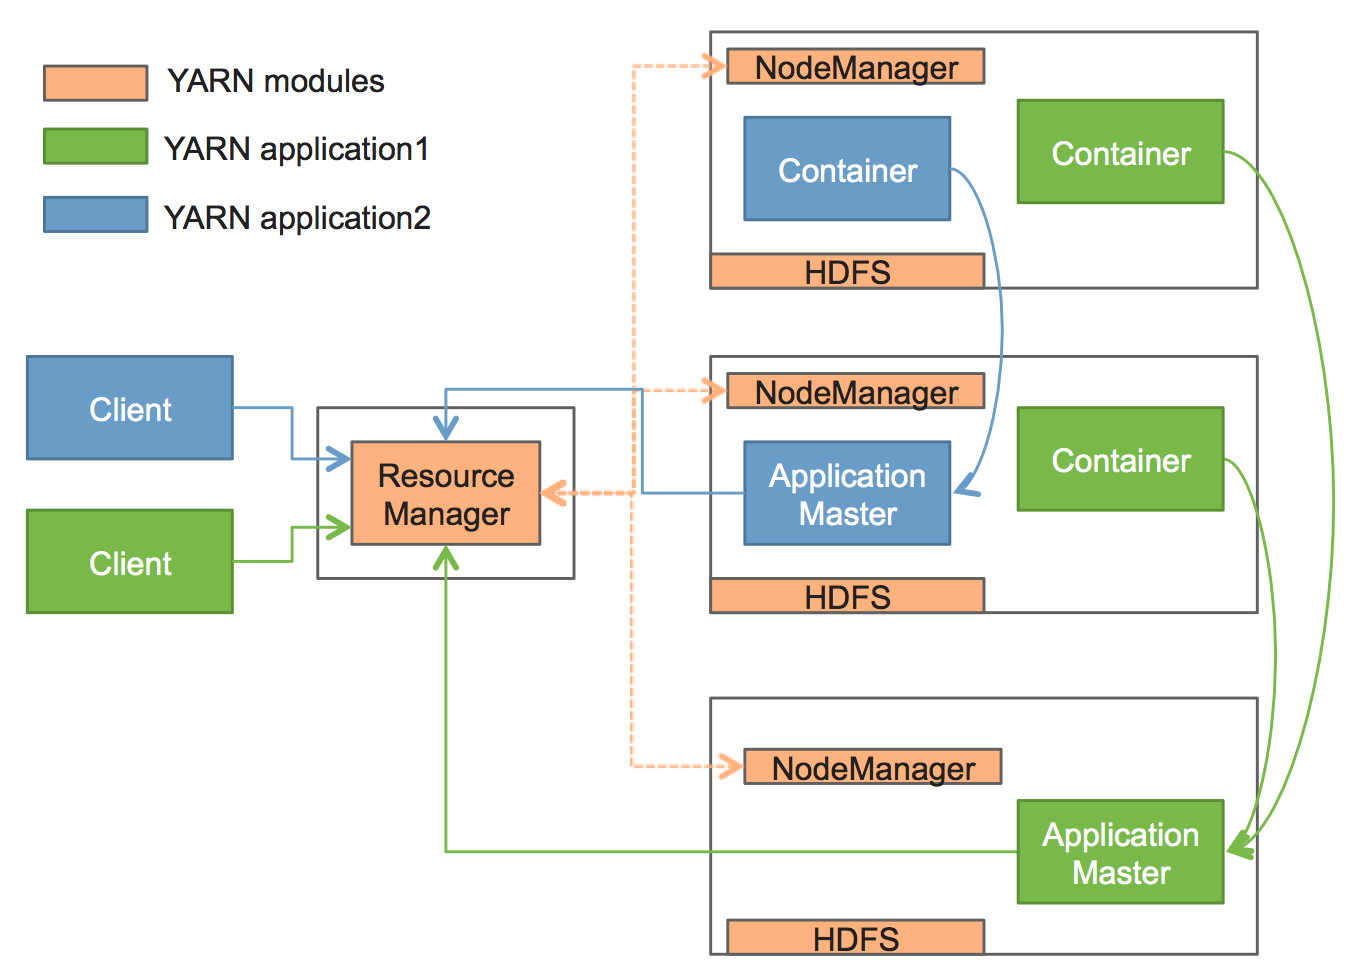 YARN modules
YARN application1
YARN application2
Client
Client
Resource
Manager
NodeManager
Container
Container
HDFS
NodeManager
Application
Master
Container
HDFS
NodeManager
Application
Master
HDFS